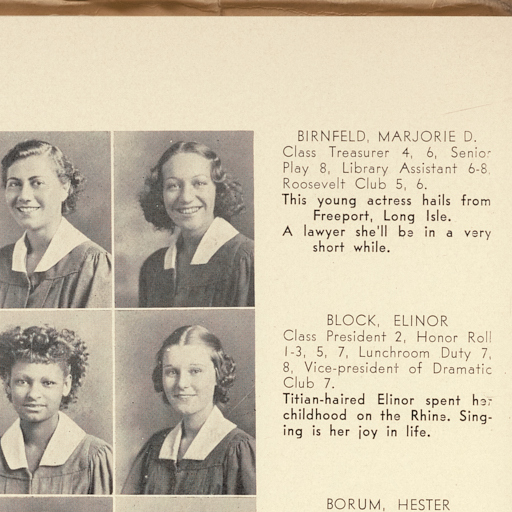 BIRNFELD, MARJORIE D.
Class Treasurer 4, 6, Senior
Play 8, Library Assistant 6-8,
Roosevelt Club 5, 6.
This young actress hails from
Freeport, Long Isle.
A lawyer she'll be in a very
short while.
BLOCK, ELINOR
Class President 2, Honor Roll
1-3, 5, 7, Lunchroom Duty 7,
8, Vice-president of Dramatic
Club 7.
Titian-haired Elinor spent her
childhood on the Rhine. Sing-
ing is her joy in life.
BORUM, HESTER